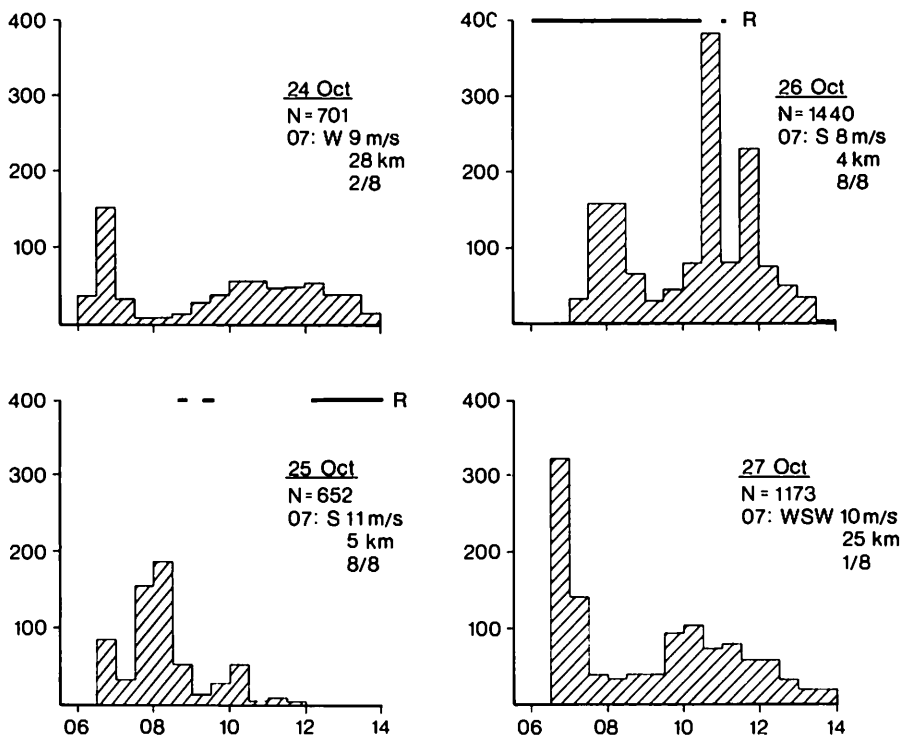 400
300
200
100
24 Oct
N = 701
07: W 9 m/s
28 km
2/8
40C
R
300
200
100
26 Oct
N = 1440
07: S 8 m/s
4 km
8/8
400
R
300
200
100
25 Oct
N = 652
07: S 11 m/s
5 km
8/8
06 08 10 12 14
400
300
200
100
27 Oct
N = 1173
07: WSW 10 m/s
25 km
1/8
06 08 10 12 14